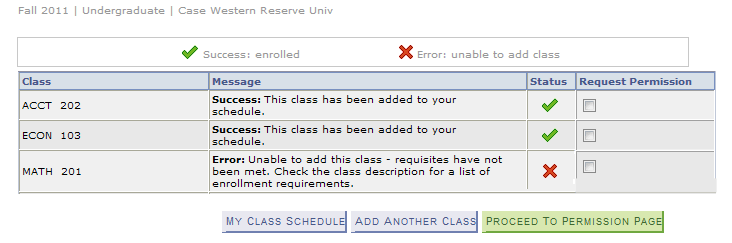 Fall 2011 | Undergraduate | Case Western Reserve Univ
Success: enrolled Error: unable to add class
Class Message Status Request Permission
ACCT 202 Success: This class has been added to your
schedule.
ECON 103 Success: This class has been added to your
schedule.
MATH 201 Error: Unable to add this class - requisites have not
been met. Check the class description for a list of
enrollment requirements.
MY CLASS SCHEDULE ADD ANOTHER CLASS PROCEED TO PERMISSION PAGE